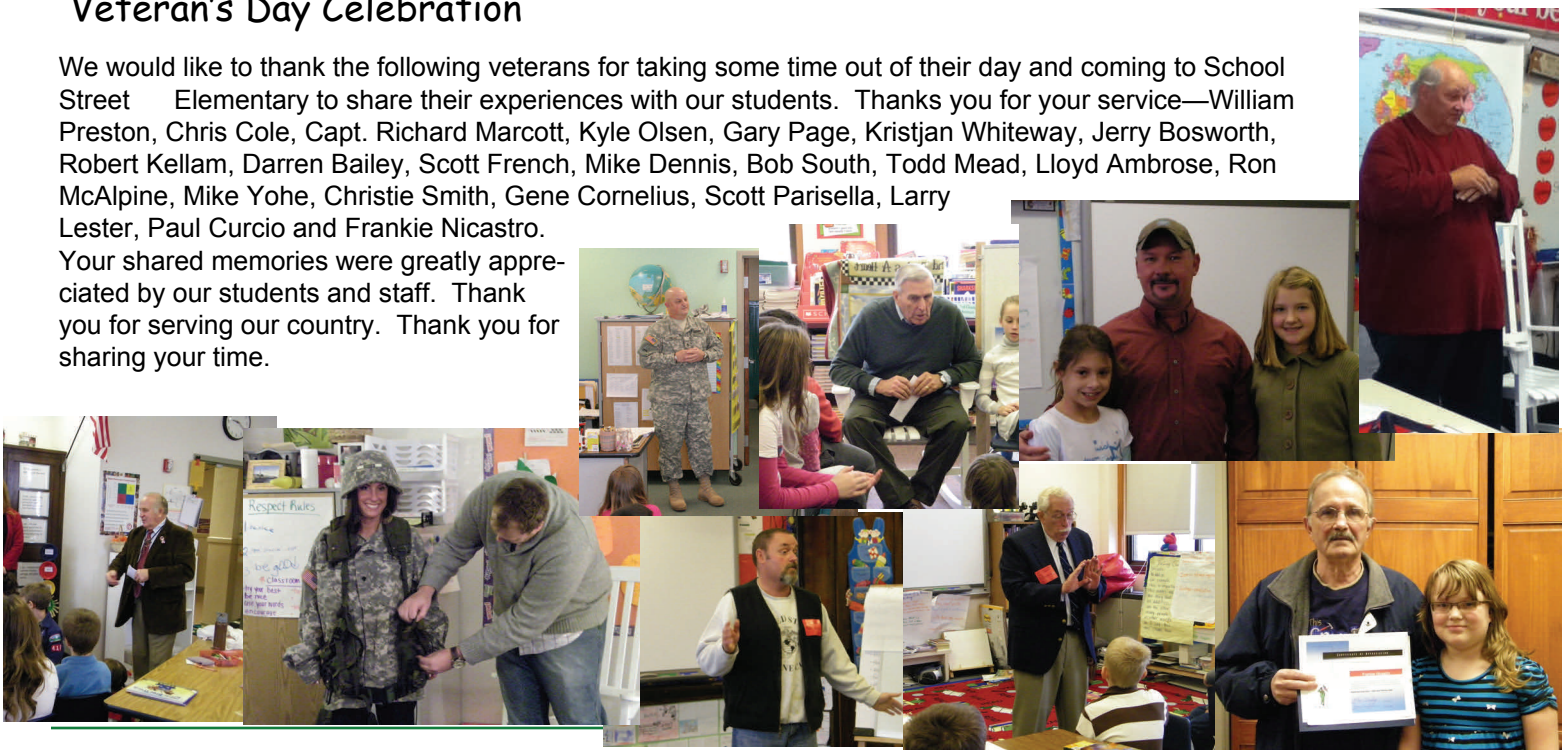 Veteran's Day Celebration
We would like to thank the following veterans for taking some time out of their day and coming to School
Street Elementary to share their experiences with our students. Thanks you for your service—William
Preston, Chris Cole, Capt. Richard Marcott, Kyle Olsen, Gary Page, Kristjan Whiteway, Jerry Bosworth,
Robert Kellam, Darren Bailey, Scott French, Mike Dennis, Bob South, Todd Mead, Lloyd Ambrose, Ron
McAlpine, Mike Yohe, Christie Smith, Gene Cornelius, Scott Parisella, Larry
Lester, Paul Curcio and Frankie Nicastro.
Your shared memories were greatly appre-
ciated by our students and staff. Thank
you for serving our country. Thank you for
sharing your time.
Respect Rules